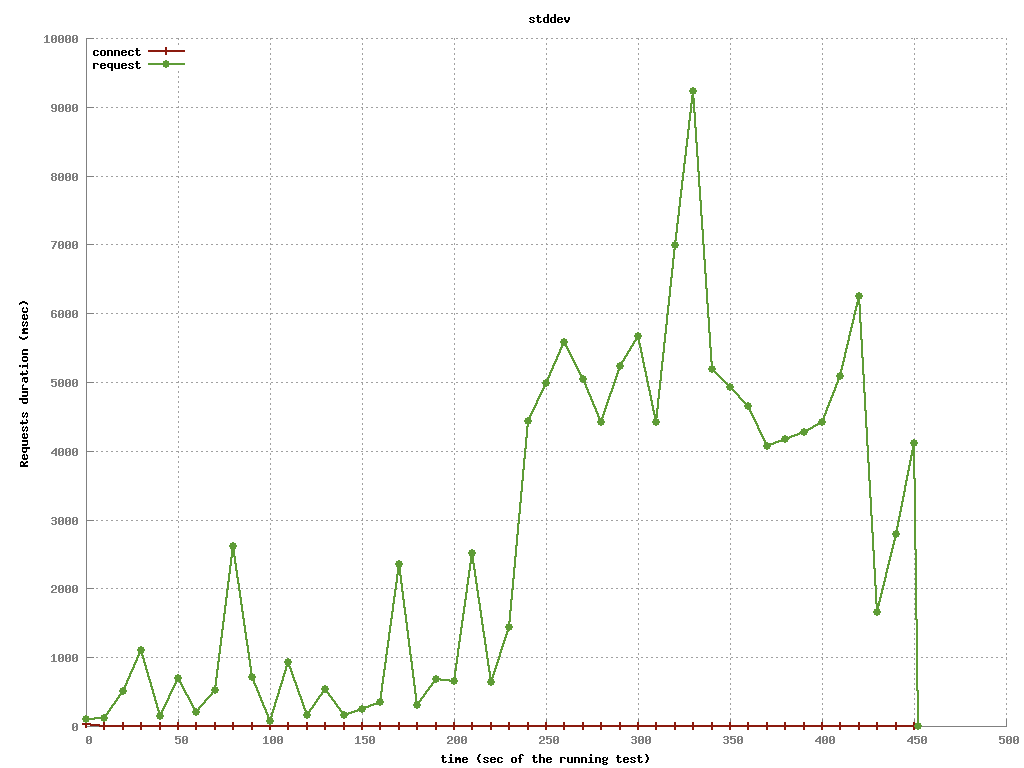 stddev
10000
connect
request
9000
8000
7000
6000
5000
4000
3000
2000
1000
0
Requests duration (msec)
0 50 100 150 200 250 300 350 400 450 500
time (sec of the running test)